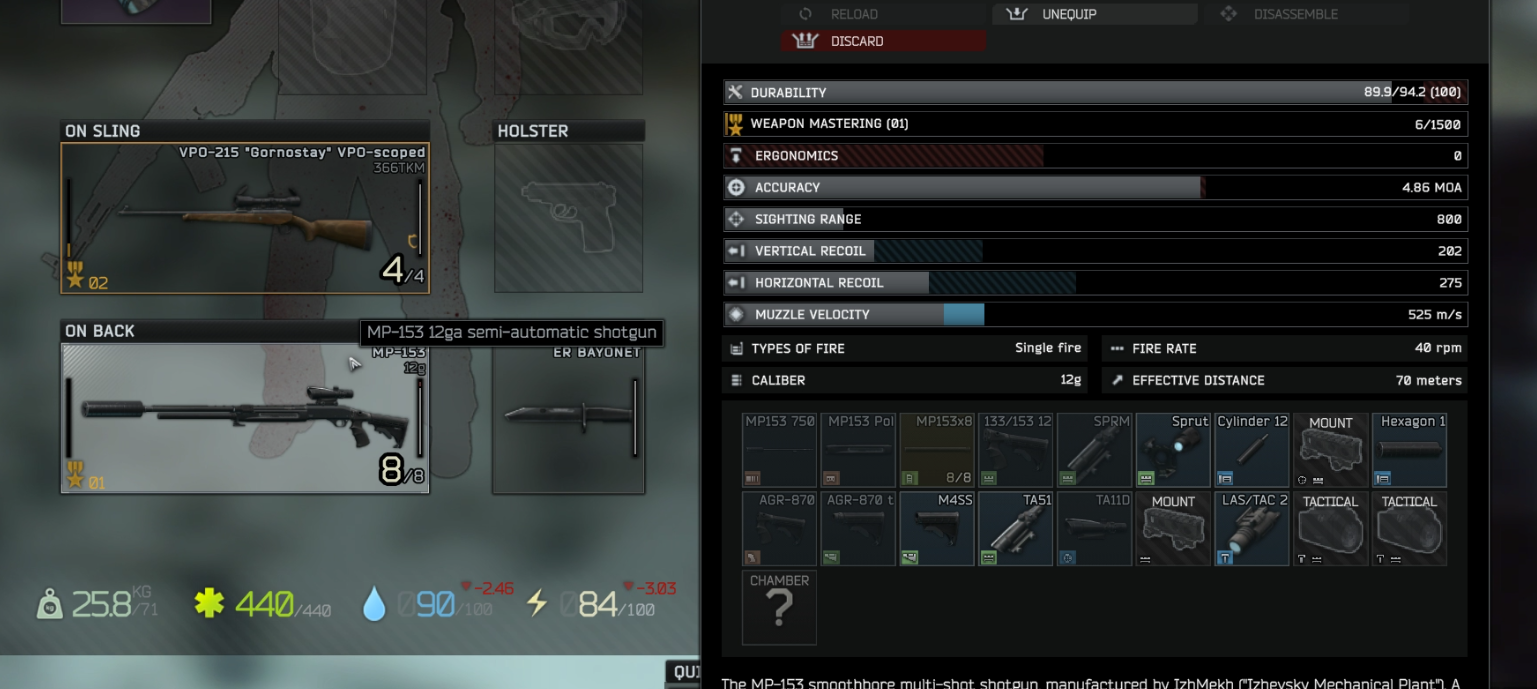 RELOAD
UNEQUIP
DISASSEMBLE
DISCARD
ON SLING
HOLSTER
VPO-215 "Gornostay" VPO-scoped
366TKM
02
4/4
ON BACK
MP-153 12ga semi-automatic shotgun
MP-153
12g
ER BAYONET
01
8/8
25.8 KG
/71
440/440
090/100
-2.46
084/100
-3.03
QUI
DURABILITY
89.9/94.2 (100)
WEAPON MASTERING (01)
6/1500
ERGONOMICS
0
ACCURACY
4.86 MOA
SIGHTING RANGE
800
VERTICAL RECOIL
202
HORIZONTAL RECOIL
275
MUZZLE VELOCITY
525 m/s
TYPES OF FIRE
Single fire
FIRE RATE
40 rpm
CALIBER
12g
EFFECTIVE DISTANCE
70 meters
MP153 750
MP153 Pol
MP153x8
8/8
133/153 12
SPRM
Sprut
Cylinder 12
MOUNT
Hexagon 1
AGR-870
AGR-870 t
M4SS
TA51
TA11D
MOUNT
LAS/TAC 2
TACTICAL
TACTICAL
CHAMBER
?
The MP-153 smoothbore multi-shot shotgun, manufactured by IzhMekh ("Izhevsky Mechanical Plant"). A